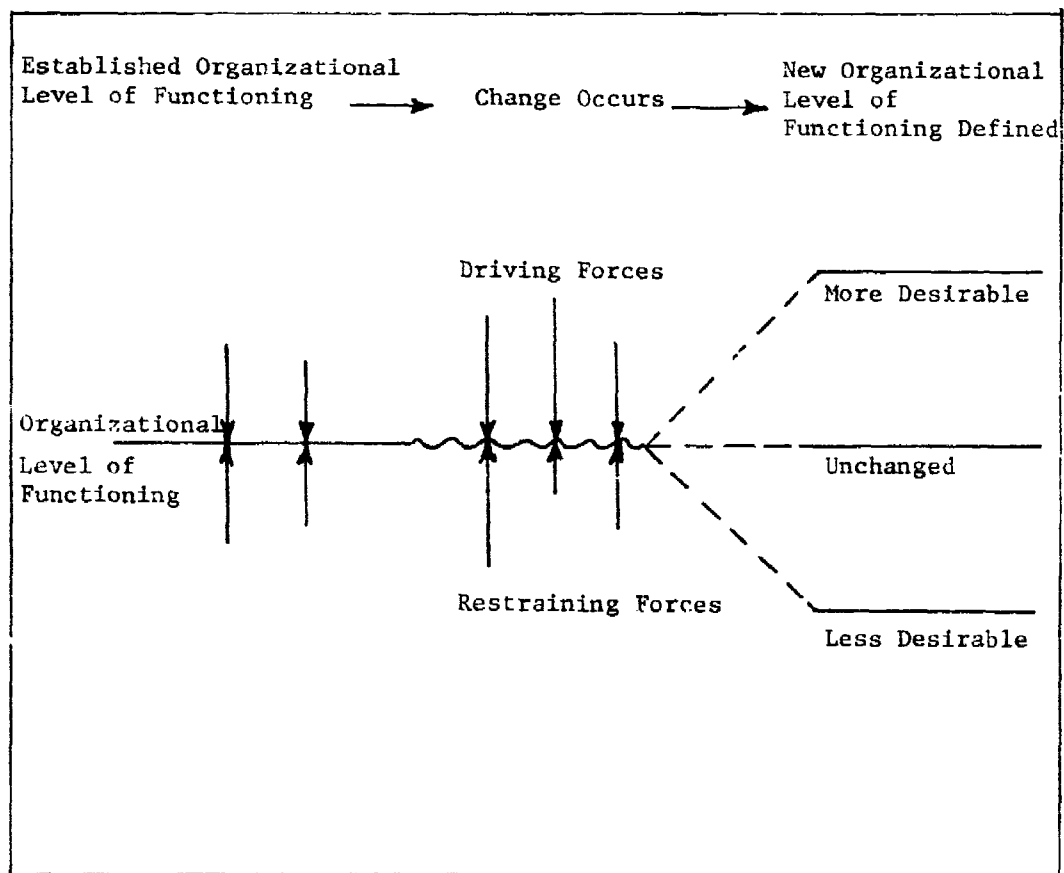 Established Organizational
Level of Functioning
Change Occurs
New Organizational
Level of
Functioning Defined
Driving Forces
More Desirable
Organizational
Level of
Functioning
Unchanged
Restraining Forces
Less Desirable